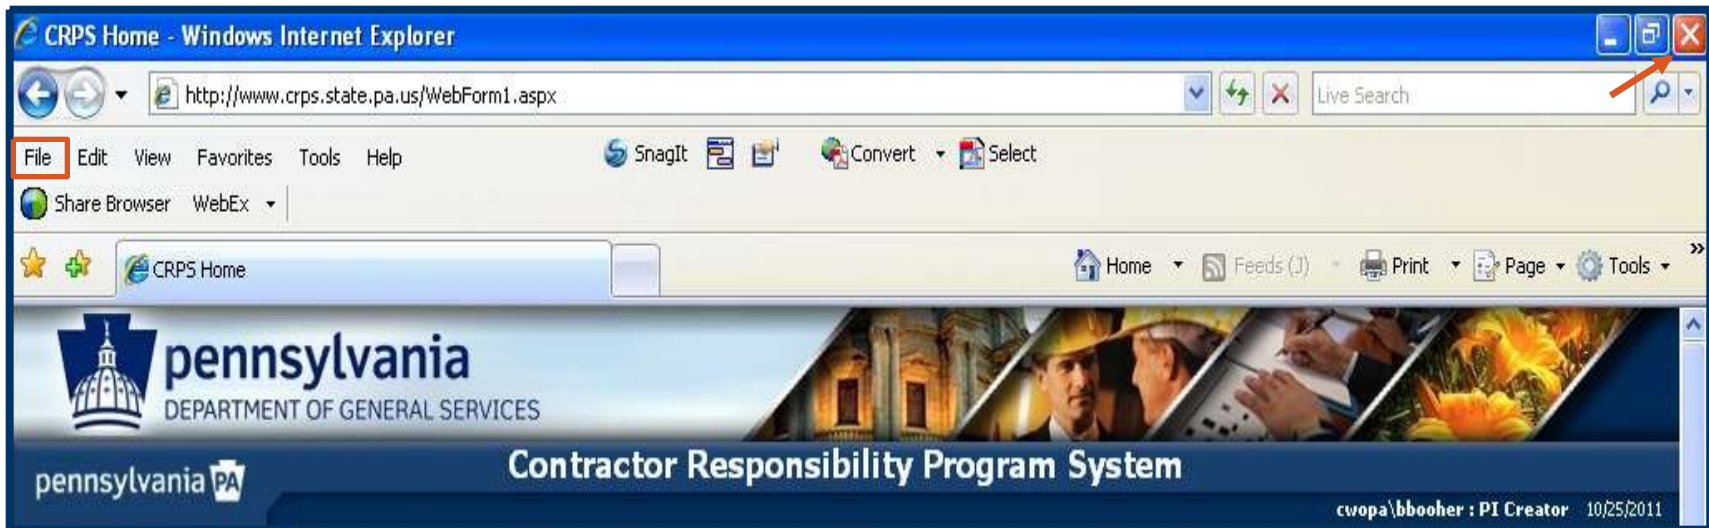 CRPS Home - Windows Internet Explorer
http://www.crps.state.pa.us/WebForm1.aspx
Live Search
File Edit View Favorites Tools Help SnagIt Convert Select
Share Browser WebEx
CRPS Home Home Feeds (J) Print Page Tools »
pennsylvania
DEPARTMENT OF GENERAL SERVICES
Contractor Responsibility Program System
pennsylvania PA
cwopa\bbooher : PI Creator 10/25/2011